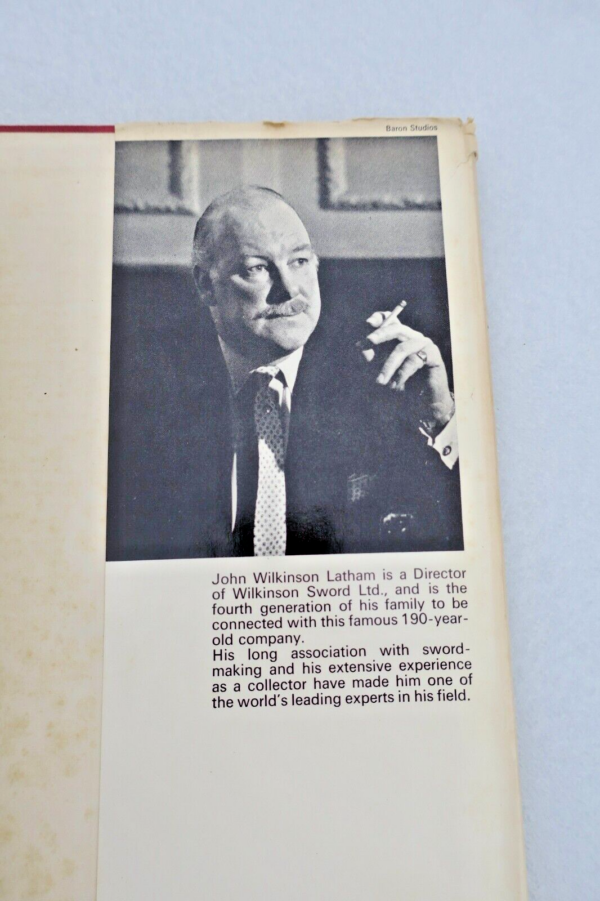 Baron Studios
John Wilkinson Latham is a Director
of Wilkinson Sword Ltd., and is the
fourth generation of his family to be
connected with this famous 190-year-
old company.
His long association with sword-
making and his extensive experience
as a collector have made him one of
the world's leading experts in his field.